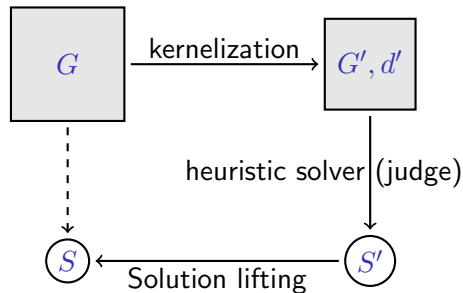 G
kernelization
G′, d′
heuristic solver (judge)
S
Solution lifting
S′